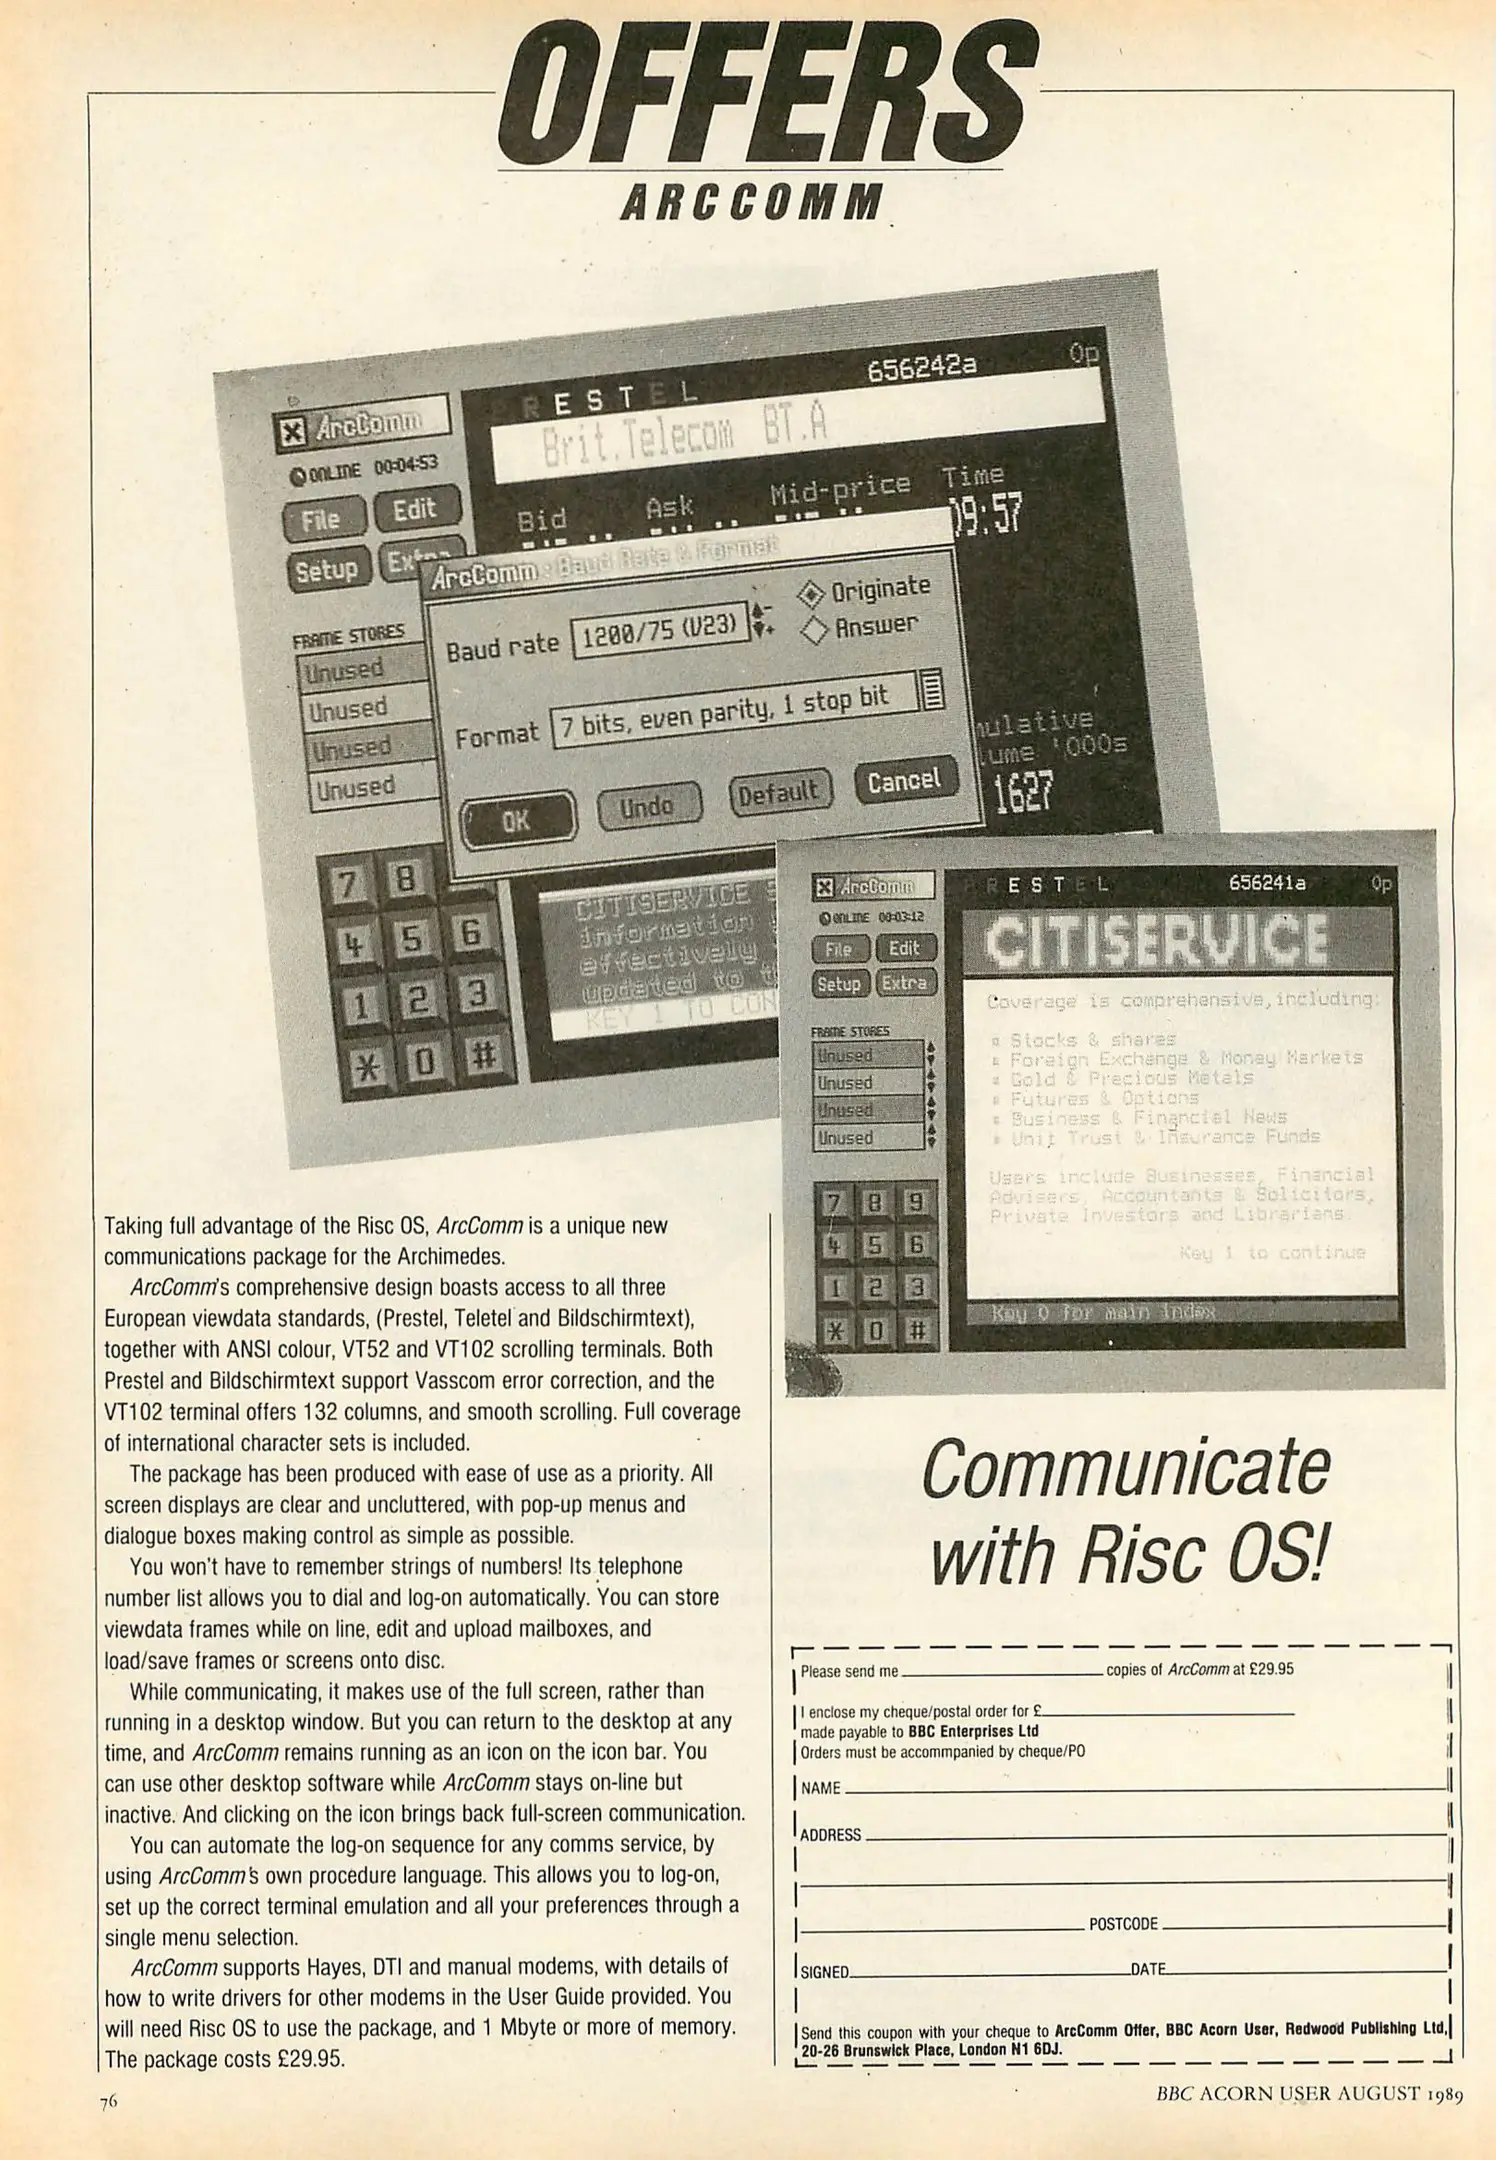 OFFERS
ARCCOMM
PRESTEL 656242a 0p
Brit.Telecom BT.A
Bid Ask Mid-price Time
09:57
ArcComm
ONLINE 00:04:53
File Edit
Setup Extra
FRAME STORES
Unused
Unused
Unused
Unused
ArcComm : Baud Rate & Format
Baud rate 1200/75 (V23)
Originate
Answer
Format 7 bits, even parity, 1 stop bit
OK Undo Default Cancel
mulative
lume '000s
1627
7 8
4 5 6
1 2 3
* 0 #
CITISERVICE
information
effectively
updated to t
KEY 1 TO CON
ArcComm
ONLINE 00:03:12
File Edit
Setup Extra
FRAME STORES
Unused
Unused
Unused
Unused
7 8 9
4 5 6
1 2 3
* 0 #
PRESTEL 656241a 0p
CITISERVICE
Coverage is comprehensive,including:
Stocks & shares
Foreign Exchange & Money Markets
Gold & Precious Metals
Futures & Options
Business & Financial News
Unit Trust & Insurance Funds
Users include Businesses, Financial
Advisers, Accountants & Solicitors,
Private Investors and Librarians.
Key 1 to continue
Key 0 for main index
Taking full advantage of the Risc OS, ArcComm is a unique new
communications package for the Archimedes.
ArcComm's comprehensive design boasts access to all three
European viewdata standards, (Prestel, Teletel and Bildschirmtext),
together with ANSI colour, VT52 and VT102 scrolling terminals. Both
Prestel and Bildschirmtext support Vasscom error correction, and the
VT102 terminal offers 132 columns, and smooth scrolling. Full coverage
of international character sets is included.
The package has been produced with ease of use as a priority. All
screen displays are clear and uncluttered, with pop-up menus and
dialogue boxes making control as simple as possible.
You won't have to remember strings of numbers! Its telephone
number list allows you to dial and log-on automatically. You can store
viewdata frames while on line, edit and upload mailboxes, and
load/save frames or screens onto disc.
While communicating, it makes use of the full screen, rather than
running in a desktop window. But you can return to the desktop at any
time, and ArcComm remains running as an icon on the icon bar. You
can use other desktop software while ArcComm stays on-line but
inactive. And clicking on the icon brings back full-screen communication.
You can automate the log-on sequence for any comms service, by
using ArcComm's own procedure language. This allows you to log-on,
set up the correct terminal emulation and all your preferences through a
single menu selection.
ArcComm supports Hayes, DTI and manual modems, with details of
how to write drivers for other modems in the User Guide provided. You
will need Risc OS to use the package, and 1 Mbyte or more of memory.
The package costs £29.95.
Communicate
with Risc OS!
Please send me copies of ArcComm at £29.95
I enclose my cheque/postal order for £
made payable to BBC Enterprises Ltd
Orders must be accommpanied by cheque/PO
NAME
ADDRESS
POSTCODE
SIGNED DATE
Send this coupon with your cheque to ArcComm Offer, BBC Acorn User, Redwood Publishing Ltd,
20-26 Brunswick Place, London N1 6DJ.
76
BBC ACORN USER AUGUST 1989